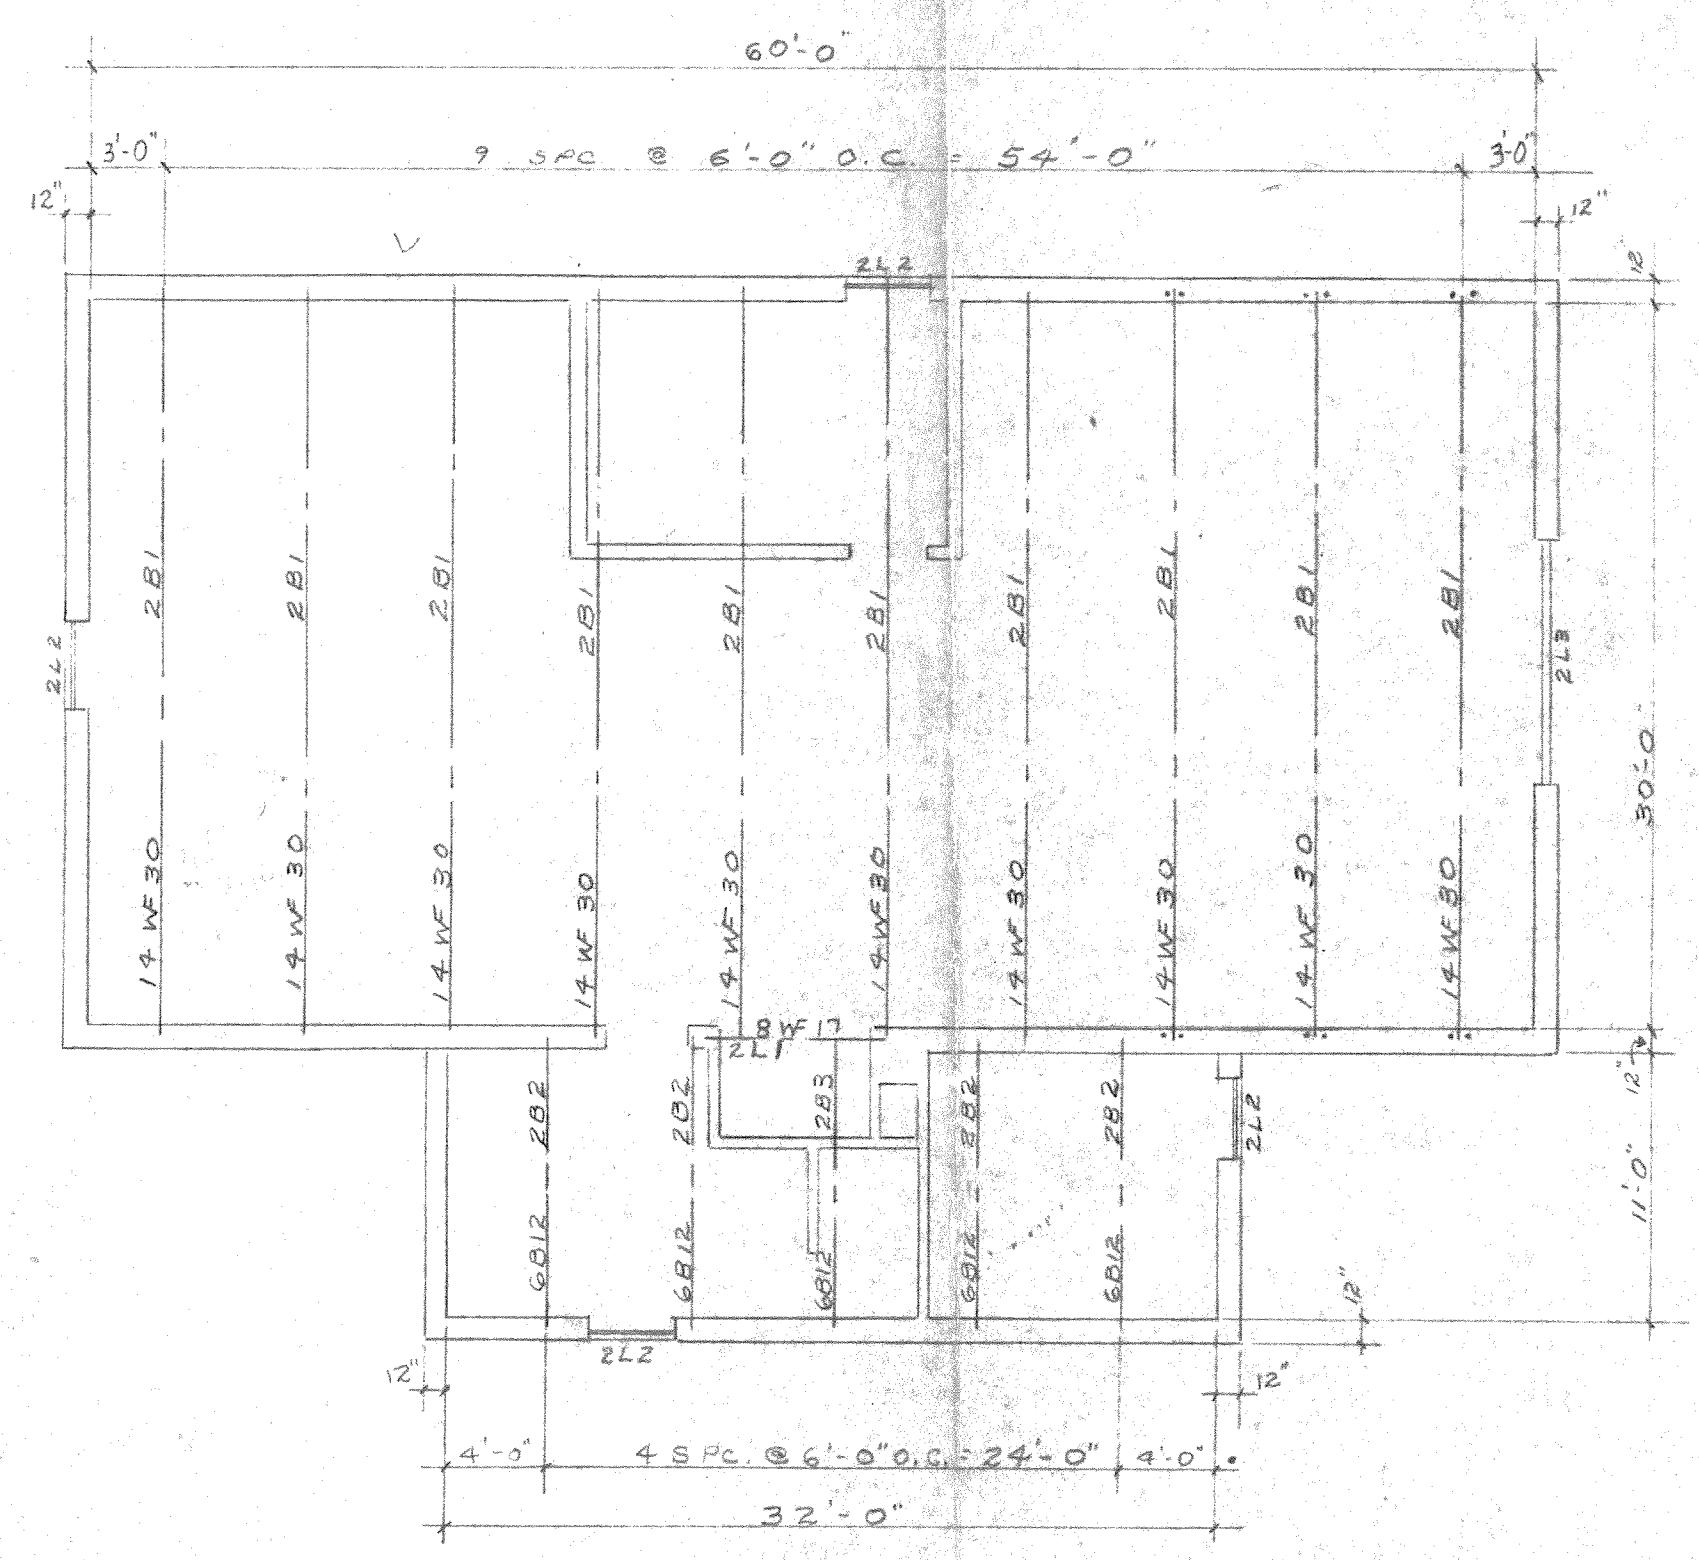 60'-0"
3'-0"
9 SPC. @ 6'-0" O.C. = 54'-0"
3'-0"
12"
12"
12
2L2
2B1
2B1
2B1
2B1
2B1
2B1
2B1
2B1
2B1
2B1
2L2
2L3
30'-0"
14 WF 30
14 WF 30
14 WF 30
14 WF 30
14 WF 30
14 WF 30
14 WF 30
14 WF 30
14 WF 30
14 WF 30
8 WF 17
2L1
12"
2B2
2B2
2B3
2B2
2B2
2L2
11'-0"
6B12
6B12
6B12
6B12
6B12
12"
2L2
12"
12"
4'-0"
4 SPC. @ 6'-0" O.C. = 24'-0"
4'-0"
32'-0"